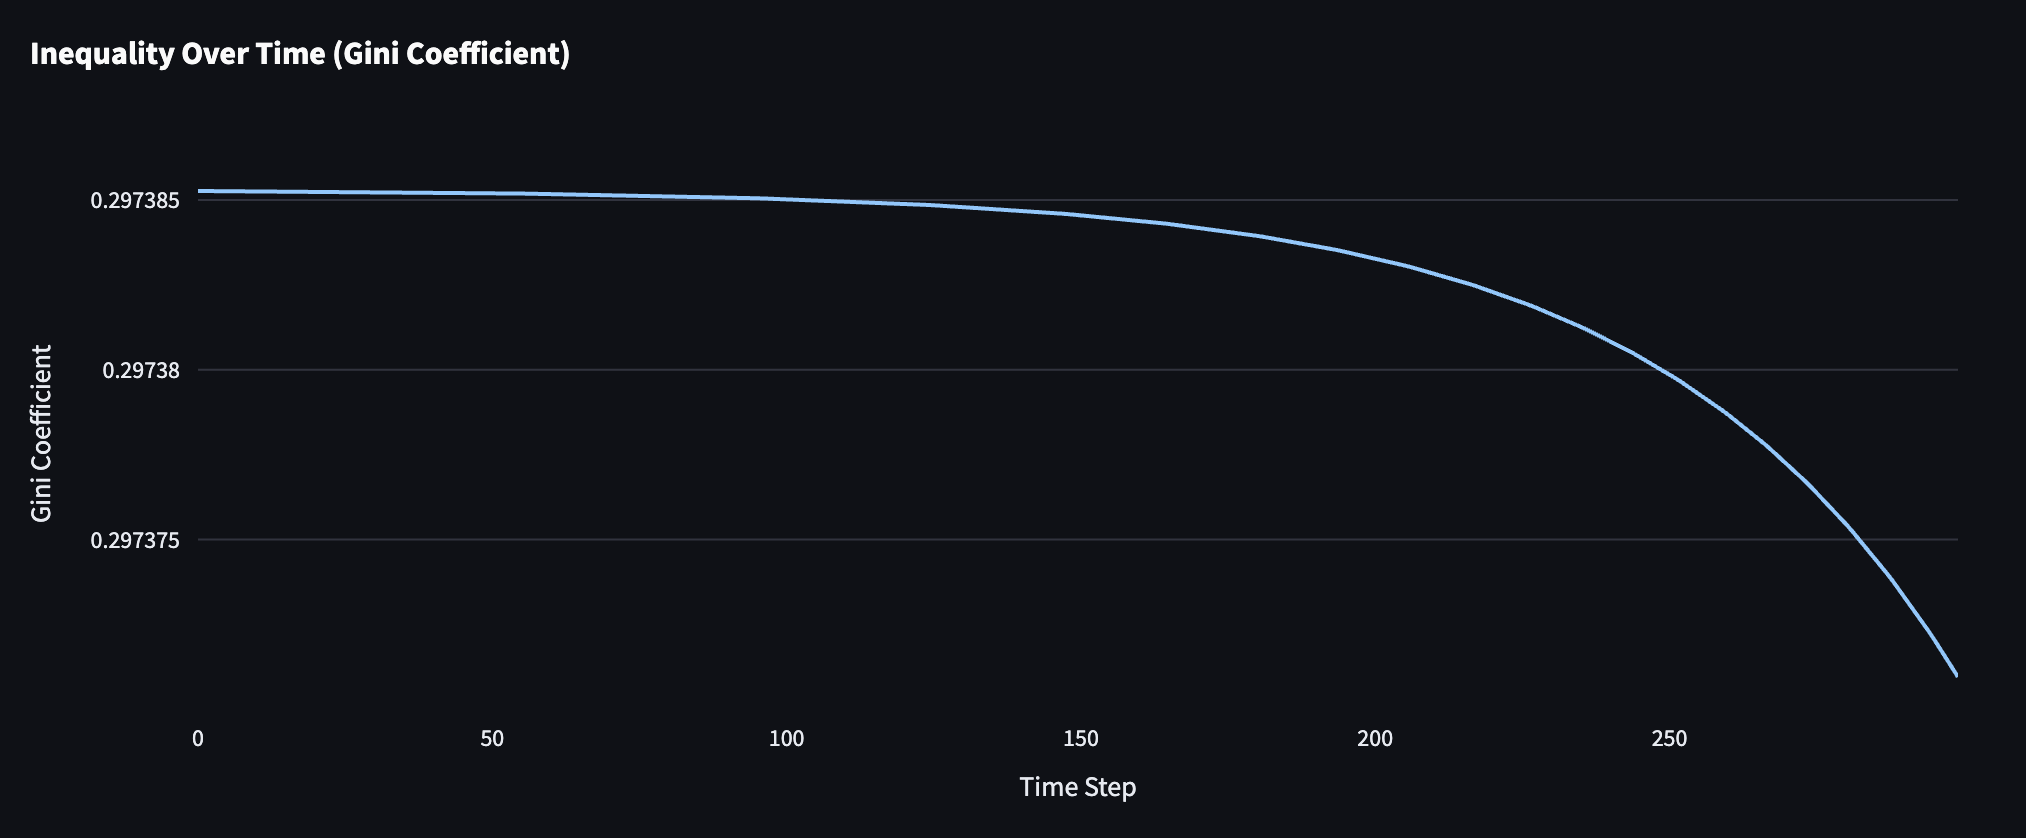 Inequality Over Time (Gini Coefficient)
0.297385
0.29738
0.297375
Gini Coefficient
0 50 100 150 200 250
Time Step